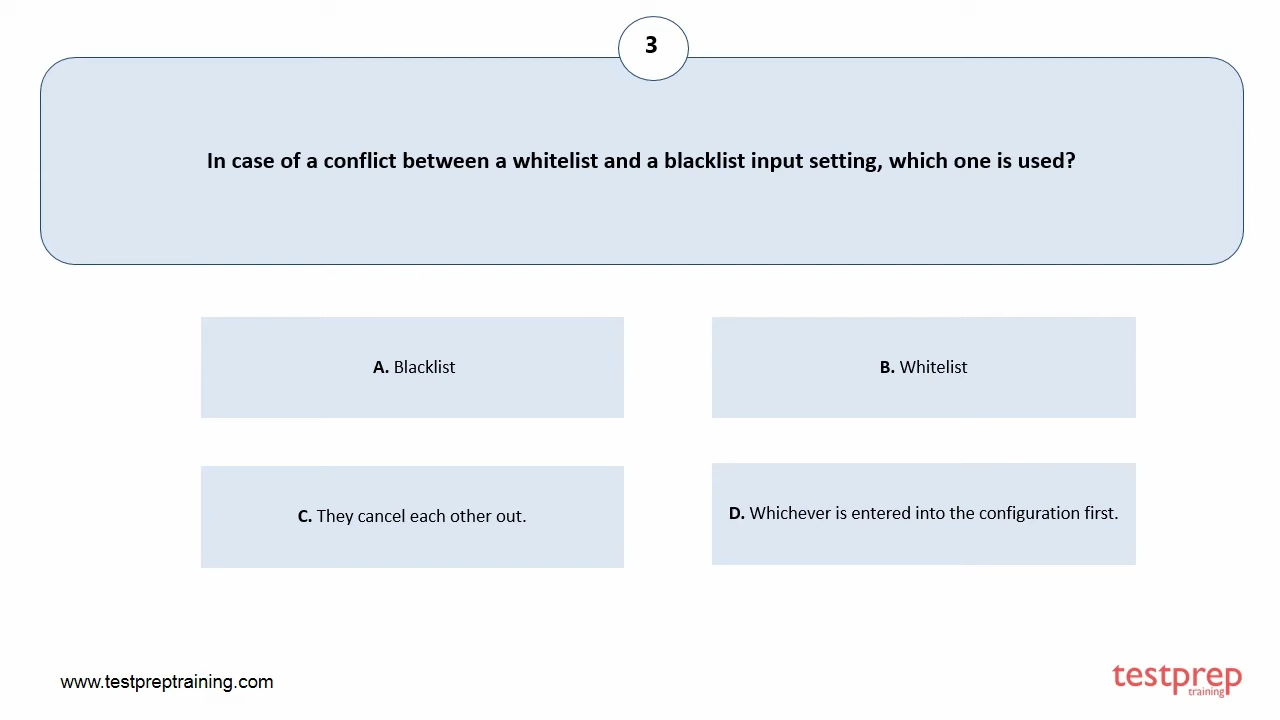 3
In case of a conflict between a whitelist and a blacklist input setting, which one is used?
A. Blacklist
B. Whitelist
C. They cancel each other out.
D. Whichever is entered into the configuration first.
www.testpreptraining.com
testprep
training